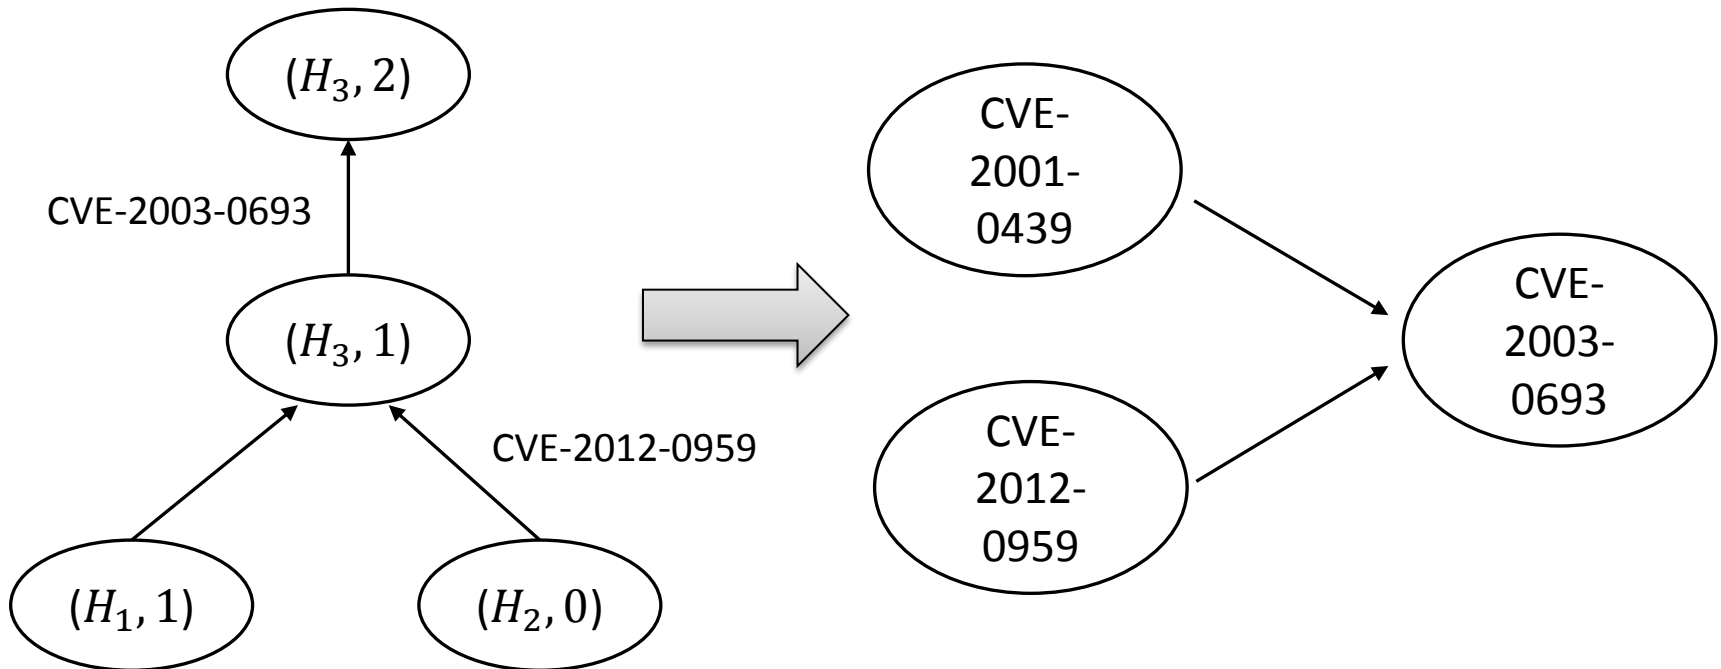 (H₃, 2)
CVE-2003-0693
(H₃, 1)
CVE-2012-0959
(H₁, 1)
(H₂, 0)
CVE-
2001-
0439
CVE-
2012-
0959
CVE-
2003-
0693